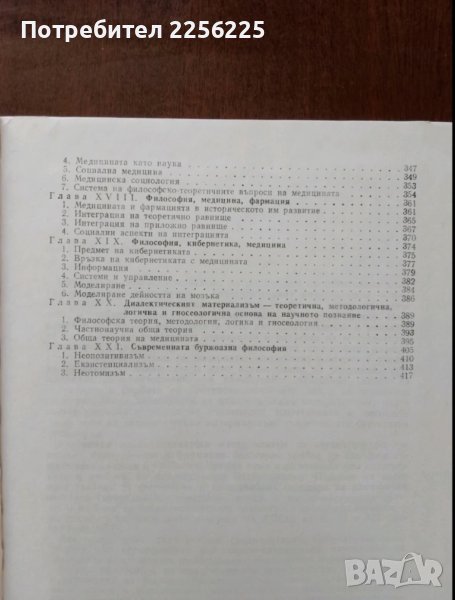 Потребител 2256225
4. Медицината като наука . . . 347
5. Социална медицина . . . 349
6. Медицинска социология . . . 353
7. Система на философско-теоретичните въпроси на медицината . . . 354
Глава XVIII. Философия, медицина, фармация . . . 361
1. Медицината и фармацията в историческото им развитие . . . 361
2. Интеграция на теоретично равнище . . . 365
3. Интеграция на приложно равнище . . . 367
4. Социални аспекти на интеграцията . . . 370
Глава XIX. Философия, кибернетика, медицина . . . 374
1. Предмет на кибернетиката . . . 375
2. Връзка на кибернетиката с медицината . . . 377
3. Информация . . . 379
4. Системи и управление . . . 382
5. Моделиране . . . 384
6. Моделиране дейността на мозъка . . . 386
Глава XX. Диалектическият материализъм — теоретична, методологична,
логична и гносеологична основа на научното познание . . . 389
1. Философска теория, методология, логика и гносеология . . . 389
2. Частнонаучна обща теория . . . 393
3. Обща теория на медицината . . . 395
Глава XXI. Съвременната буржоазна философия . . . 405
1. Неопозитивизъм . . . 410
2. Екзистенциализъм . . . 413
3. Неотомизъм . . . 417
BAZAR